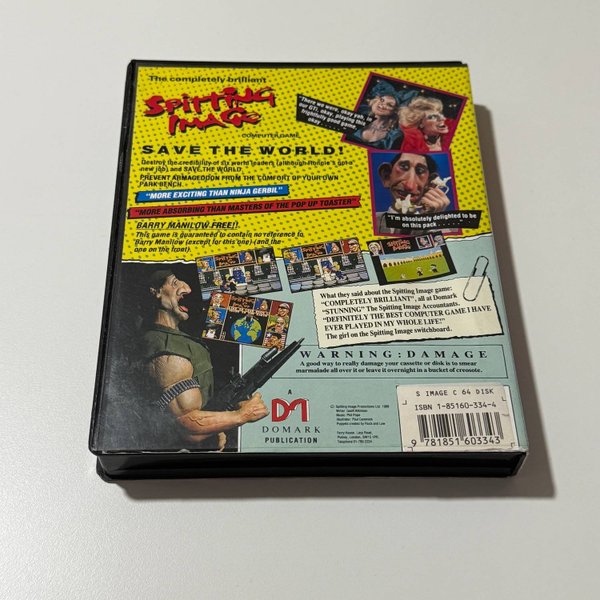 The completely brilliant
SPITTING
IMAGE
COMPUTER GAME
SAVE THE WORLD!
Destroy the credibility of six world leaders (although Ronnie's got a
new job) and SAVE THE WORLD
PREVENT ARMAGEDDON FROM THE COMFORT OF YOUR OWN
PARK BENCH.
"MORE EXCITING THAN NINJA GERBIL"
"MORE ABSORBING THAN MASTERS OF THE POP UP TOASTER"
BARRY MANILOW FREE!!
This game is guaranteed to contain no reference to
Barry Manilow (except for this one) (and the
one on the front).
"There we were, okay yah, in
our GTi, okay, playing this
frightfully good game,
okay
"I'm absolutely delighted to be
on this pack . . . . . ."
What they said about the Spitting Image game:
"COMPLETELY BRILLIANT", all at Domark
"STUNNING" The Spitting Image Accountants.
"DEFINITELY THE BEST COMPUTER GAME I HAVE
EVER PLAYED IN MY WHOLE LIFE!"
The girl on the Spitting Image switchboard.
WARNING : DAMAGE
A good way to really damage your cassette or disk is to smear
marmalade all over it or leave it overnight in a bucket of creosote.
A
DOMARK
PUBLICATION
S IMAGE C 64 DISK
ISBN 1-85160-334-4
9 781851 603343